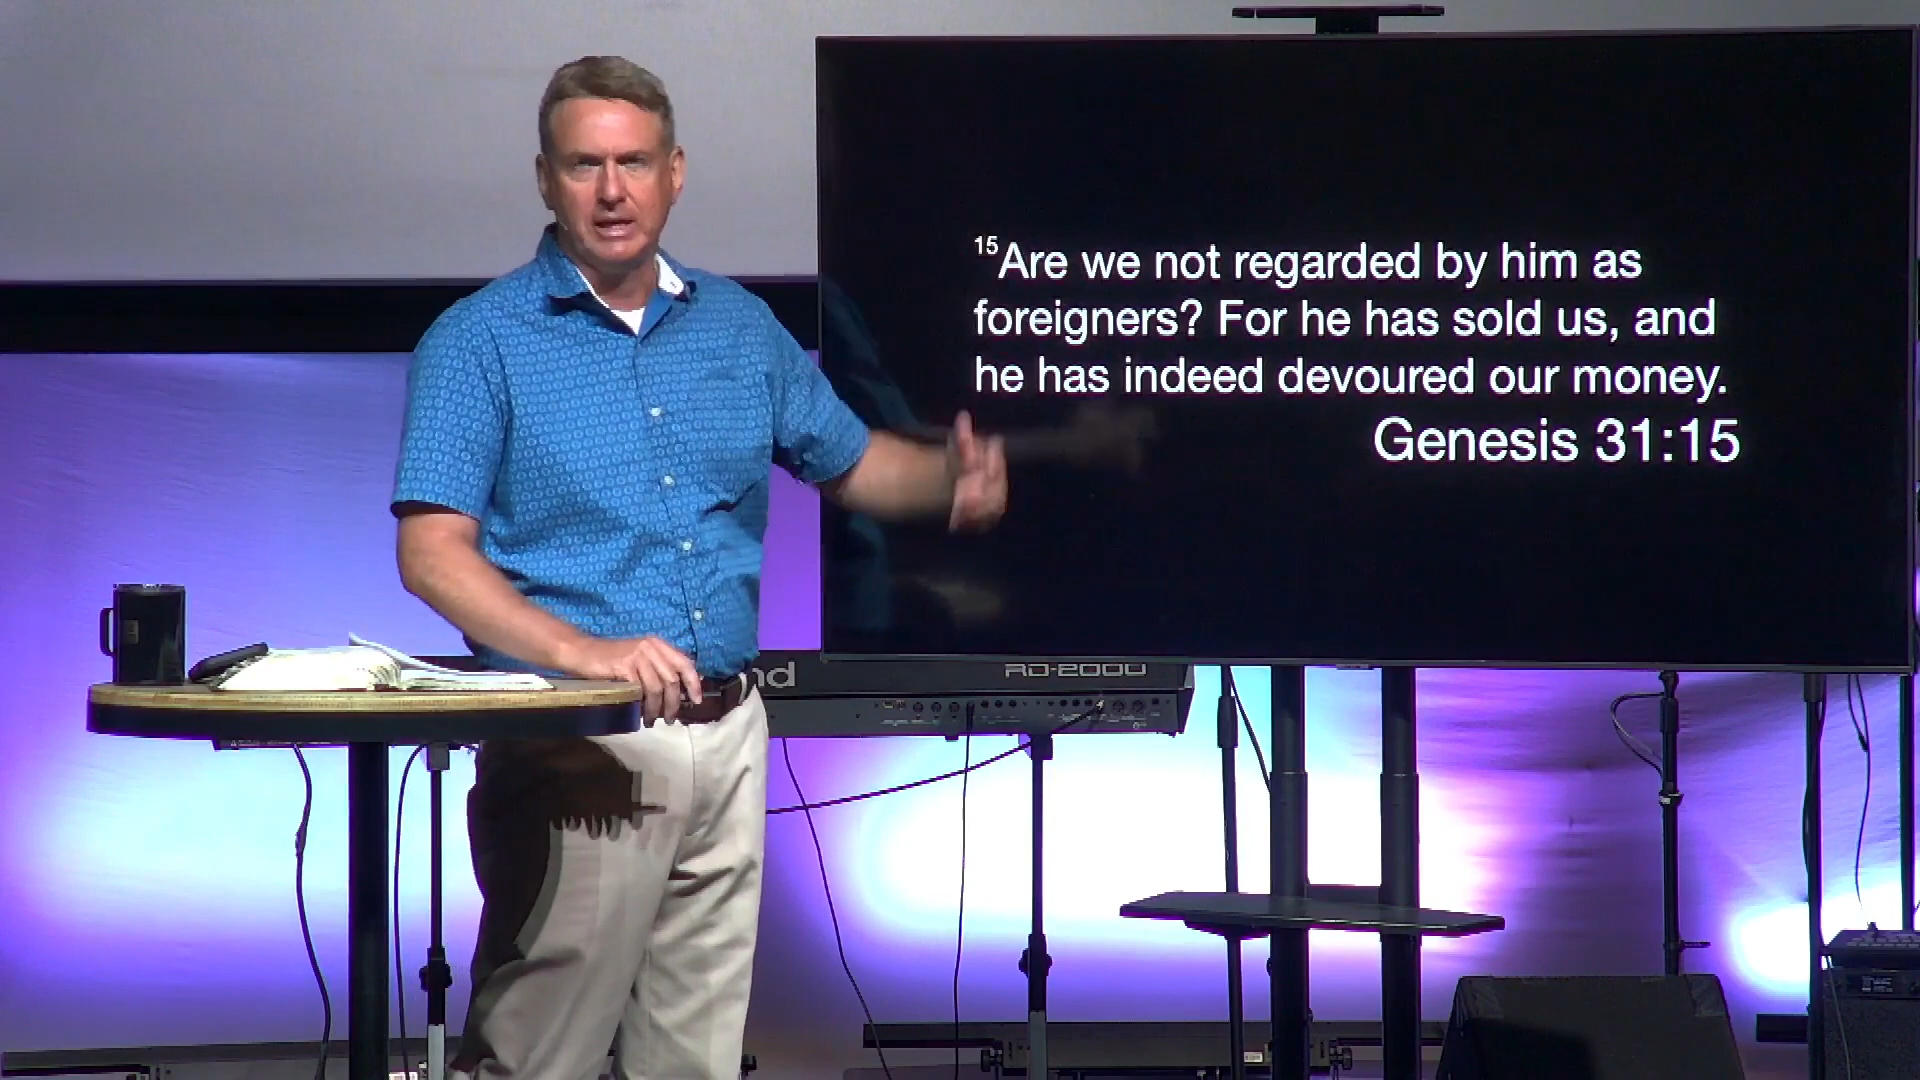 15Are we not regarded by him as
foreigners? For he has sold us, and
he has indeed devoured our money.
Genesis 31:15
nd RD-2000